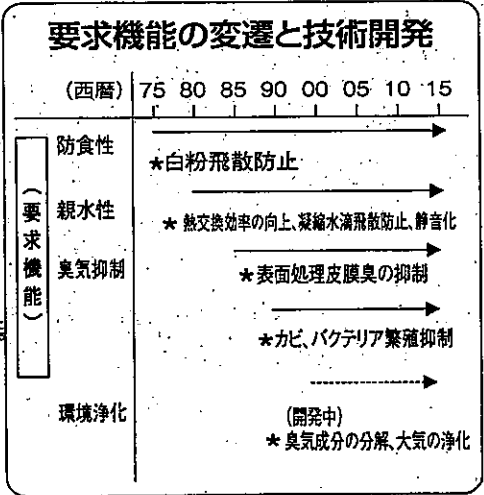 要求機能の変遷と技術開発
(西暦) 75 80 85 90 00 05 10 15
(要求機能)
防食性
★白粉飛散防止
親水性
★熱交換効率の向上、凝縮水滴飛散防止、静音化
臭気抑制
★表面処理皮膜臭の抑制
★カビ、バクテリア繁殖抑制
環境浄化
(開発中)
★臭気成分の分解、大気の浄化